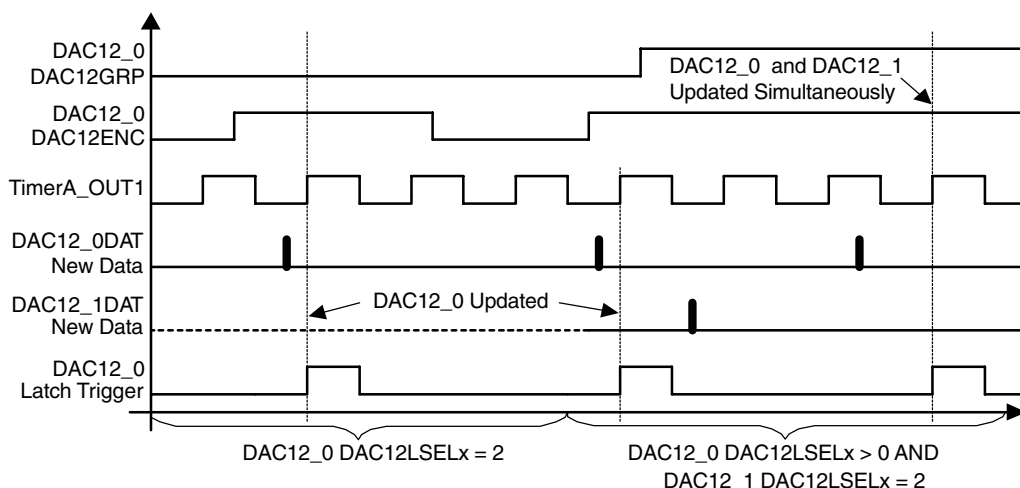 DAC12_0
DAC12GRP
DAC12_0 and DAC12_1
Updated Simultaneously
DAC12_0
DAC12ENC
TimerA_OUT1
DAC12_0DAT
New Data
DAC12_1DAT
New Data
DAC12_0 Updated
DAC12_0
Latch Trigger
DAC12_0 DAC12LSELx = 2
DAC12_0 DAC12LSELx > 0 AND
DAC12_1 DAC12LSELx = 2